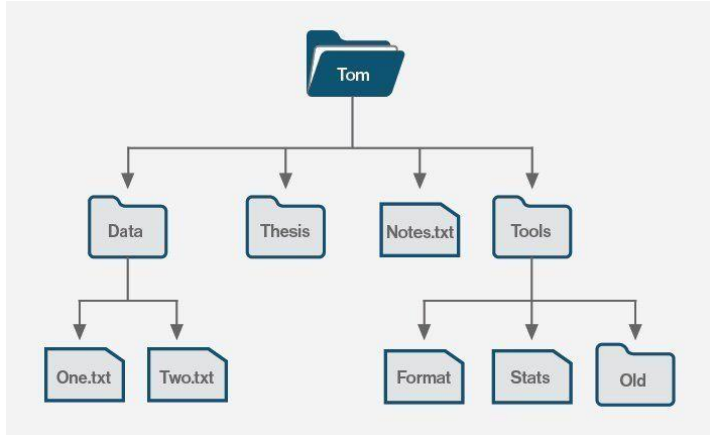 Tom
Data
Thesis
Notes.txt
Tools
One.txt
Two.txt
Format
Stats
Old